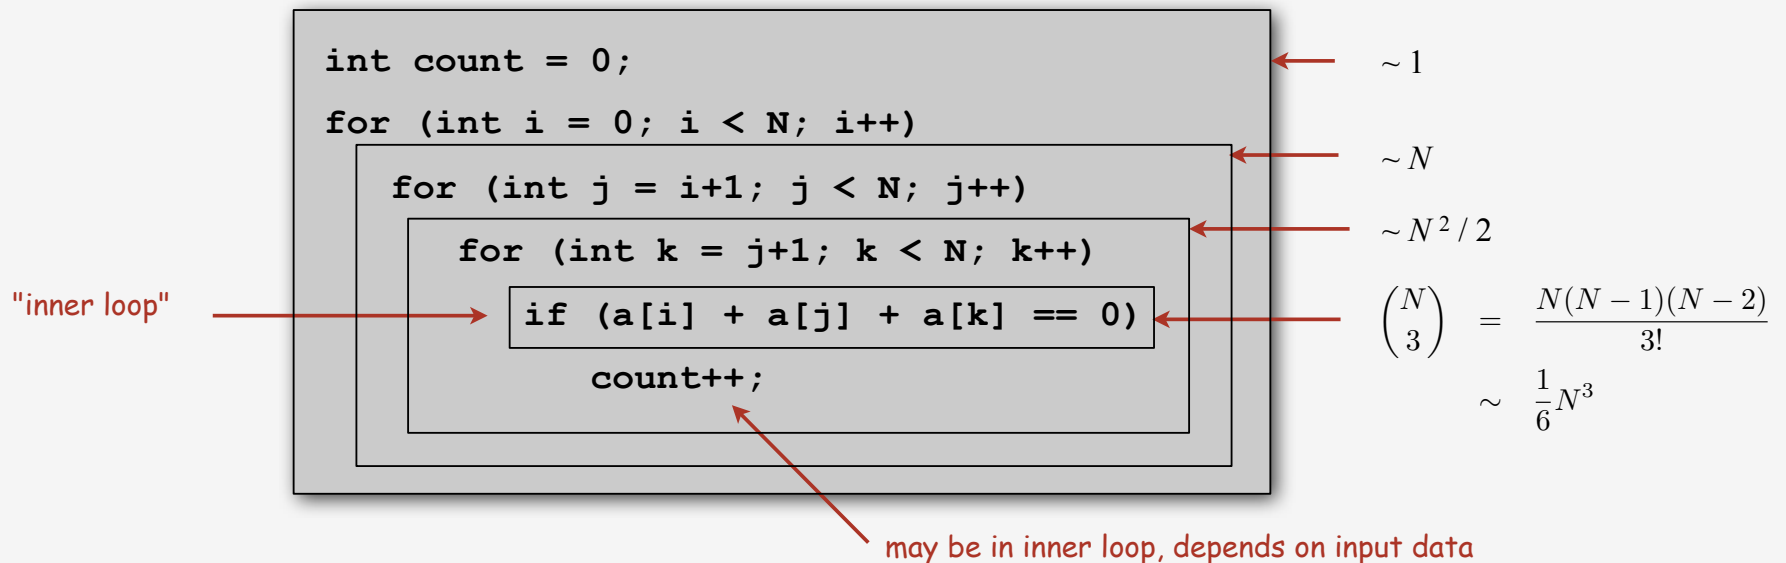 int count = 0;
~ 1
for (int i = 0; i < N; i++)
~ N
for (int j = i+1; j < N; j++)
~ N² / 2
for (int k = j+1; k < N; k++)
"inner loop"
if (a[i] + a[j] + a[k] == 0)
(N 3) = N(N − 1)(N − 2) / 3!
count++;
~ 1/6 N³
may be in inner loop, depends on input data